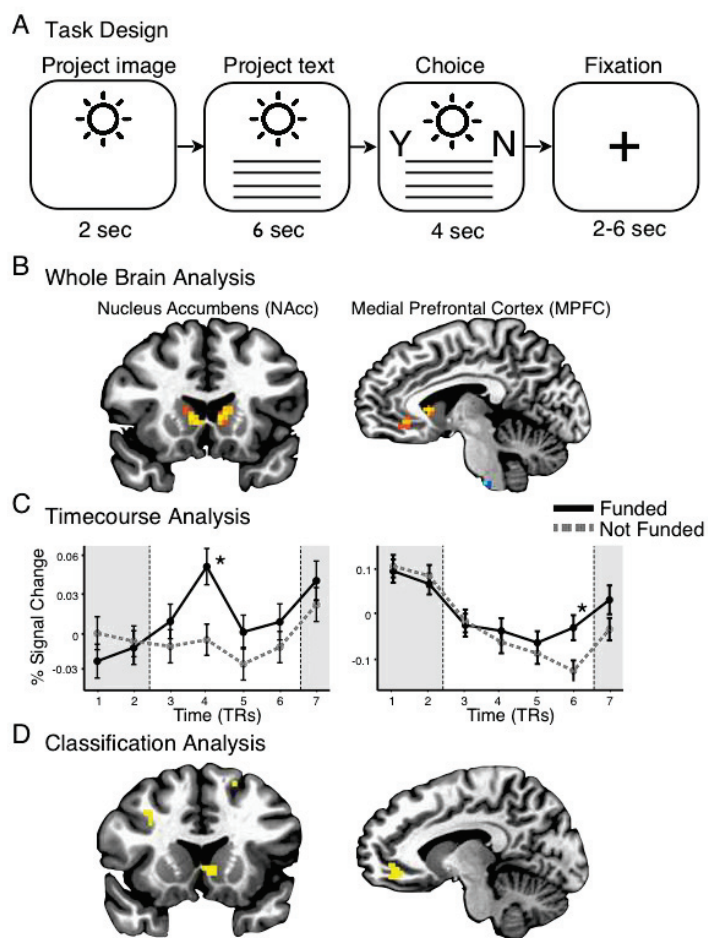 A Task Design
Project image Project text Choice Fixation
Y N
+
2 sec 6 sec 4 sec 2-6 sec
B Whole Brain Analysis
Nucleus Accumbens (NAcc) Medial Prefrontal Cortex (MPFC)
C Timecourse Analysis
Funded
Not Funded
% Signal Change
0.06
0.03
0
-0.03
*
1 2 3 4 5 6 7
Time (TRs)
0.1
0
-0.1
*
1 2 3 4 5 6 7
Time (TRs)
D Classification Analysis